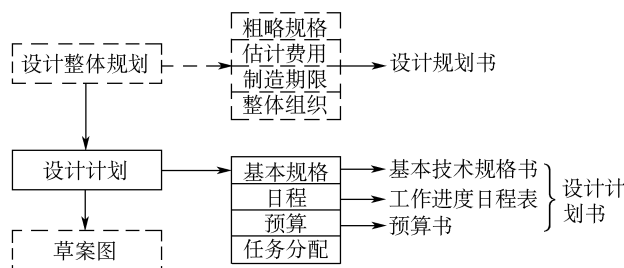 粗略规格
估计费用
制造期限
整体组织
设计整体规划
设计规划书
设计计划
基本规格
日程
预算
任务分配
基本技术规格书
工作进度日程表
预算书
设计计
划书
草案图